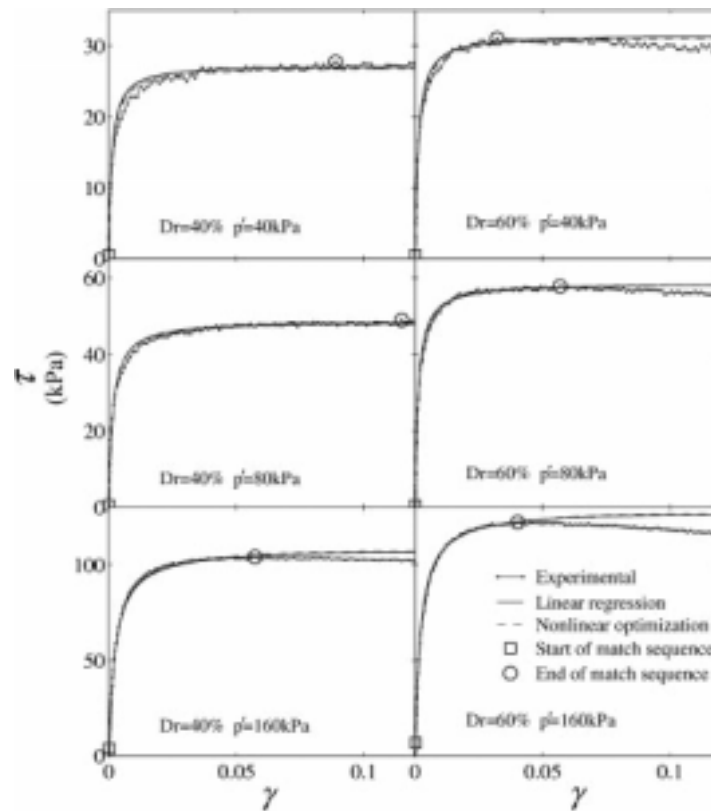 30
20
10
0
Dr=40% p'=40kPa
Dr=60% p'=40kPa
60
40
20
0
τ
(kPa)
Dr=40% p'=80kPa
Dr=60% p'=80kPa
100
50
0
Experimental
Linear regression
Nonlinear optimization
Start of match sequence
End of match sequence
Dr=40% p'=160kPa
Dr=60% p'=160kPa
0 0.05 0.1 0 0.05 0.1
γ γ